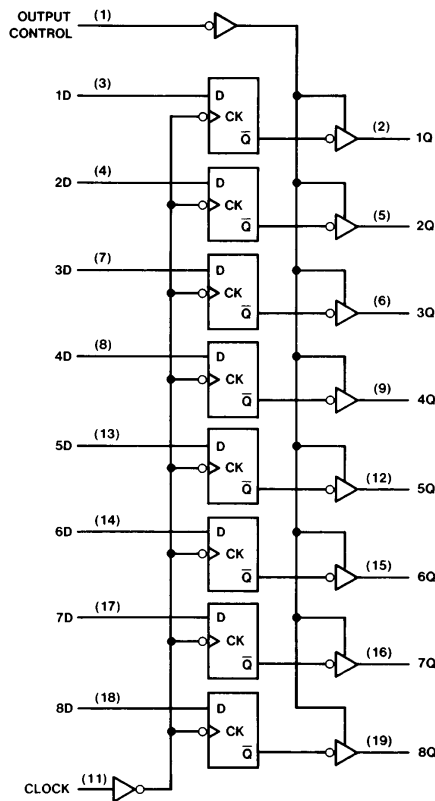 OUTPUT (1)
CONTROL
1D (3) D
CK
Q̅ (2) 1Q
2D (4) D
CK
Q̅ (5) 2Q
3D (7) D
CK
Q̅ (6) 3Q
4D (8) D
CK
Q̅ (9) 4Q
5D (13) D
CK
Q̅ (12) 5Q
6D (14) D
CK
Q̅ (15) 6Q
7D (17) D
CK
Q̅ (16) 7Q
8D (18) D
CK
Q̅ (19) 8Q
CLOCK (11)